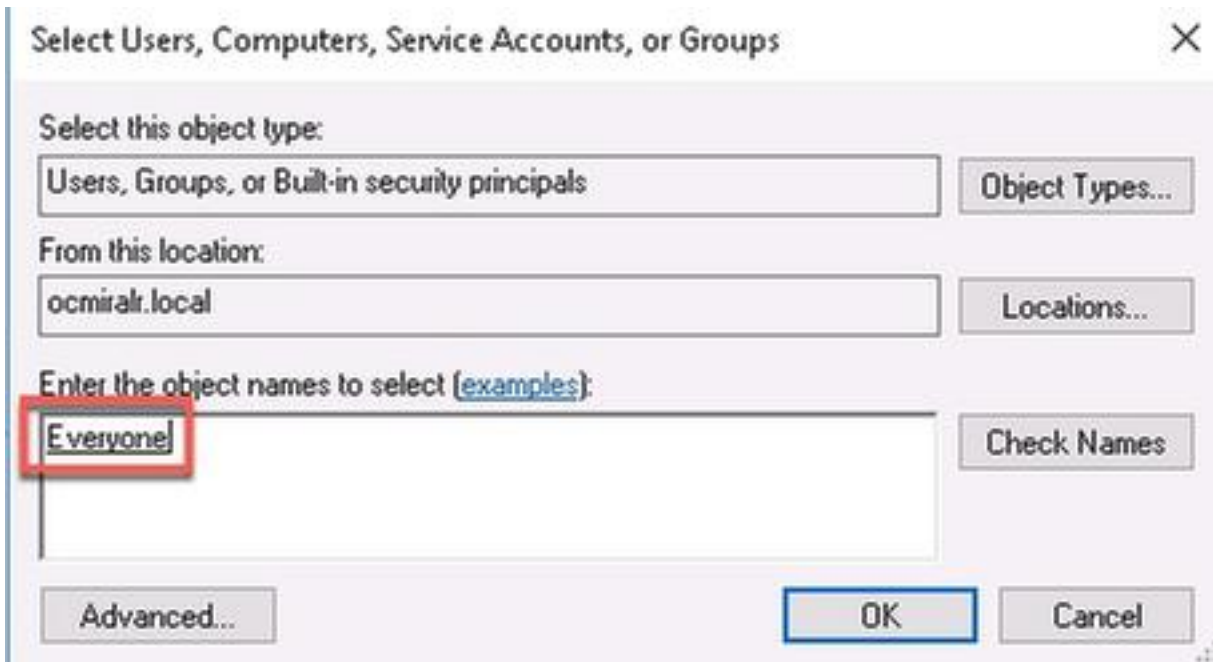 Select Users, Computers, Service Accounts, or Groups
Select this object type:
Users, Groups, or Built-in security principals
Object Types...
From this location:
ocmiralr.local
Locations...
Enter the object names to select (examples):
Everyone
Check Names
Advanced...
OK
Cancel